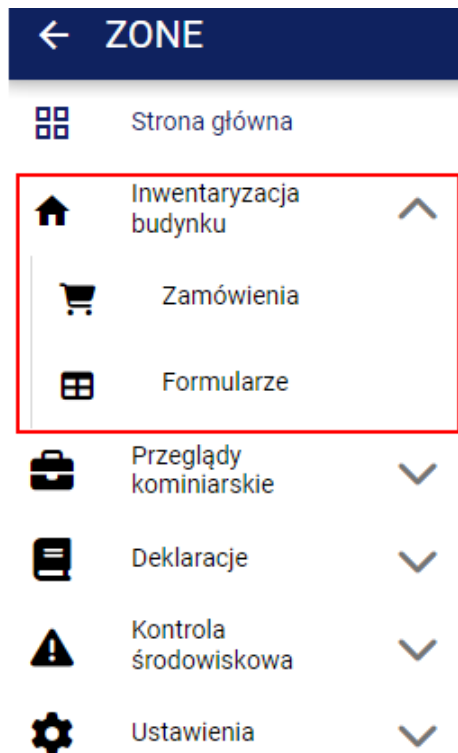 ZONE
Strona główna
Inwentaryzacja
budynku
Zamówienia
Formularze
Przeglądy
kominiarskie
Deklaracje
Kontrola
środowiskowa
Ustawienia